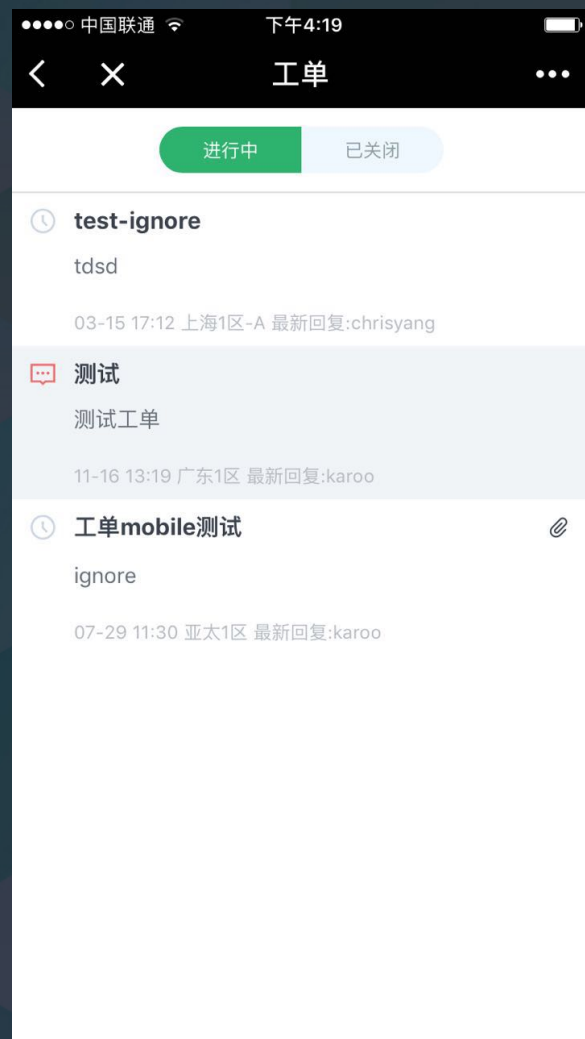 中国联通 下午4:19
工单
进行中 已关闭
test-ignore
tdsd
03-15 17:12 上海1区-A 最新回复:chrisyang
测试
测试工单
11-16 13:19 广东1区 最新回复:karoo
工单mobile测试
ignore
07-29 11:30 亚太1区 最新回复:karoo